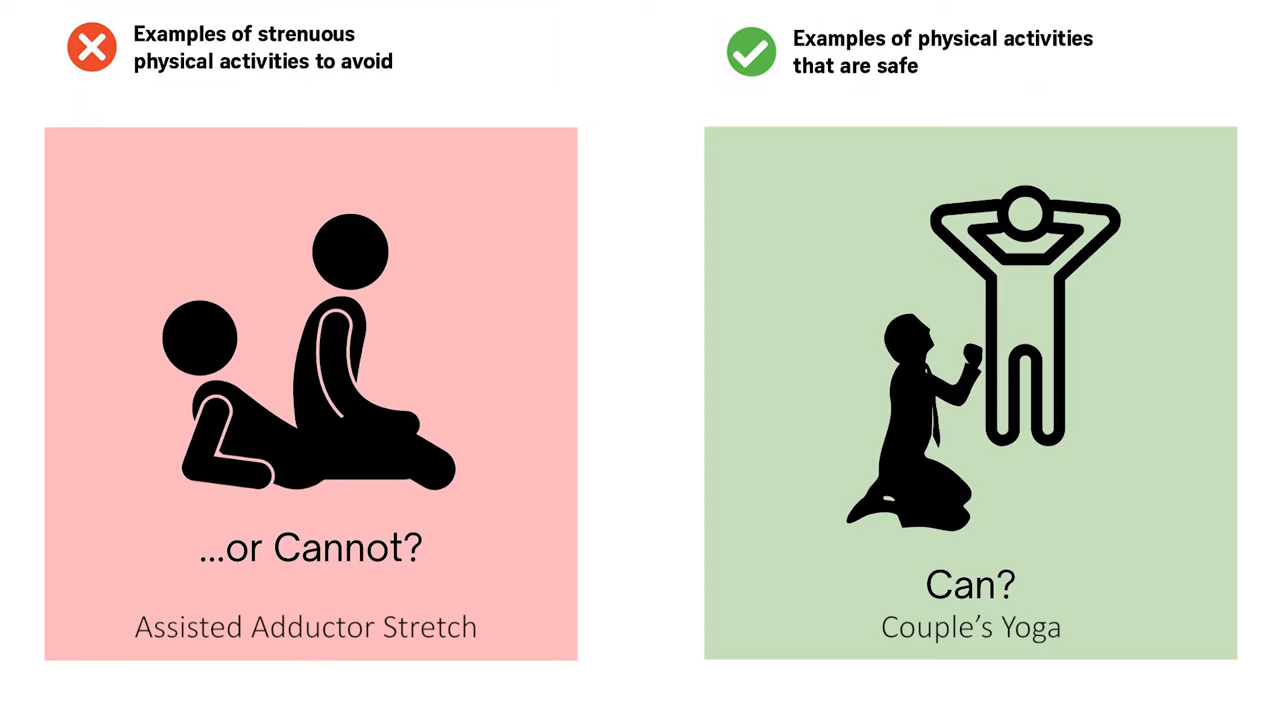 Examples of strenuous
physical activities to avoid
Examples of physical activities
that are safe
...or Cannot?
Assisted Adductor Stretch
Can?
Couple's Yoga